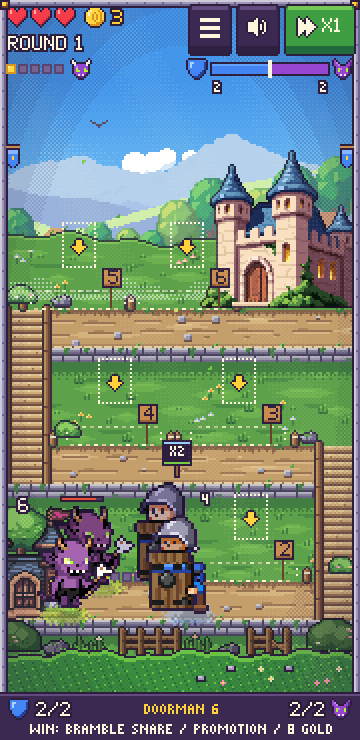 3
X1
ROUND 1
2 2
5 6
4 3
X2
6 4
2
2/2 DOORMAN 6 2/2
WIN: BRAMBLE SNARE / PROMOTION / 8 GOLD